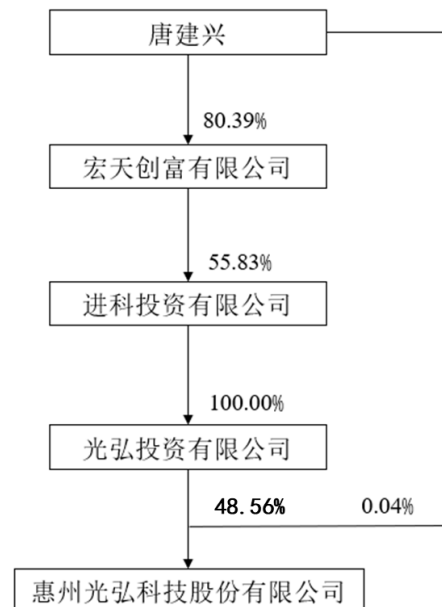 唐建兴
80.39%
宏天创富有限公司
55.83%
进科投资有限公司
100.00%
光弘投资有限公司
48.56%
0.04%
惠州光弘科技股份有限公司